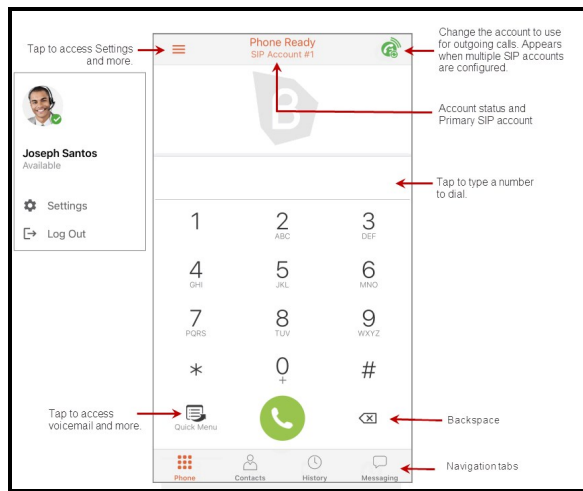 Tap to access Settings
and more.
Phone Ready
SIP Account #1
Change the account to use
for outgoing calls. Appears
when multiple SIP accounts
are configured.
Account status and
Primary SIP account
Joseph Santos
Available
Settings
Log Out
B
Tap to type a number
to dial.
1
2
ABC
3
DEF
4
GHI
5
JKL
6
MNO
7
PQRS
8
TUV
9
WXYZ
*
0
+
#
Tap to access
voicemail and more.
Quick Menu
Backspace
Phone
Contacts
History
Messaging
Navigation tabs